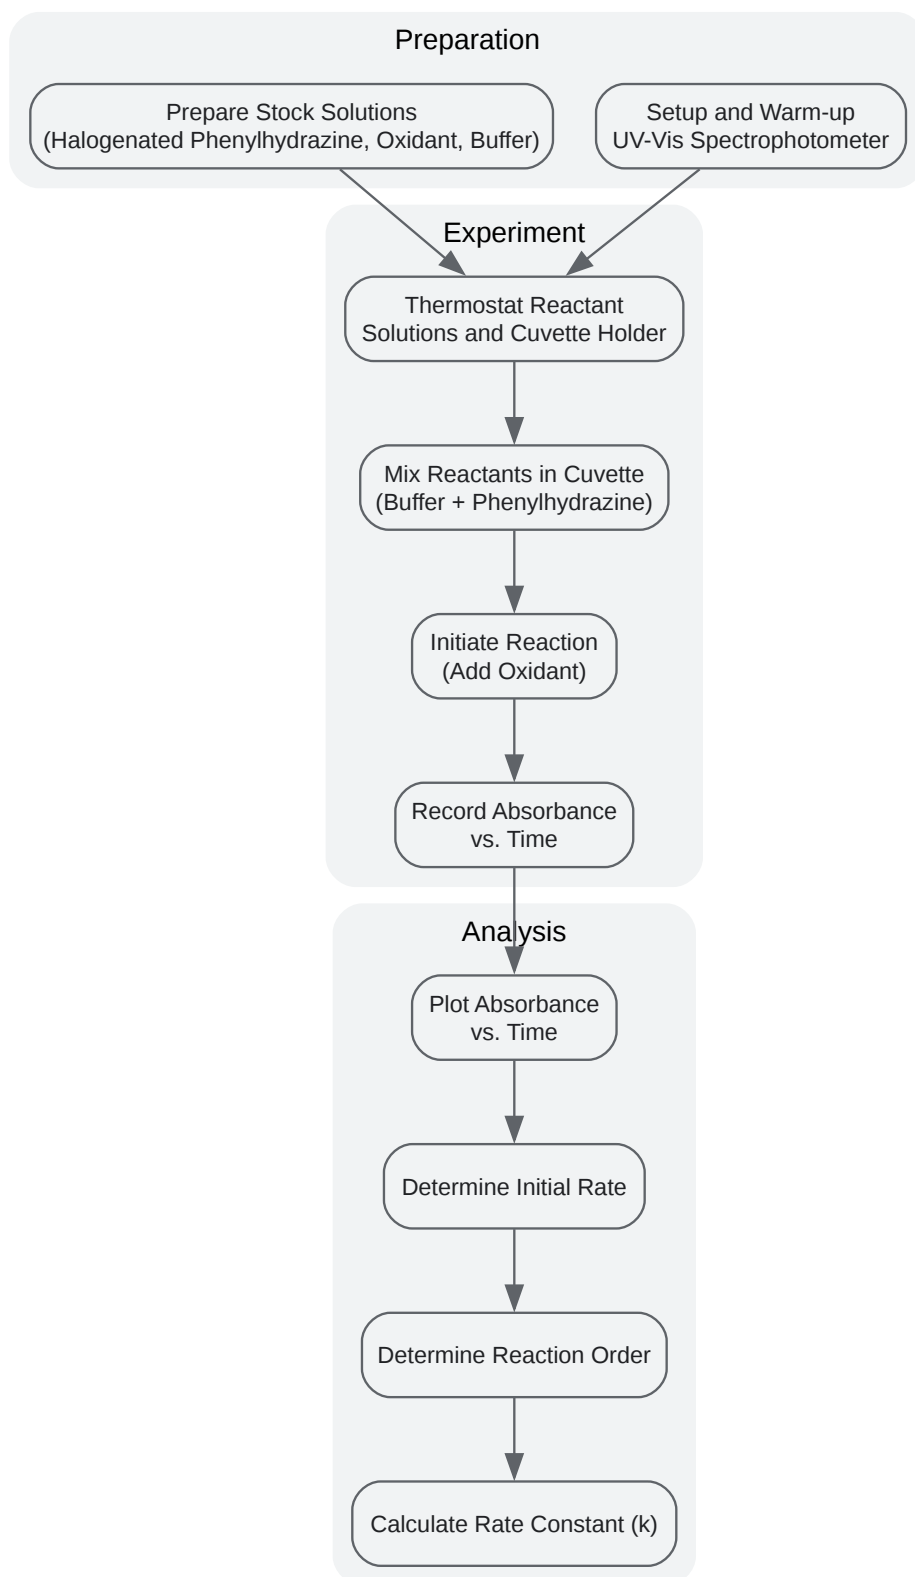 Preparation
Prepare Stock Solutions
(Halogenated Phenylhydrazine, Oxidant, Buffer)
Setup and Warm-up
UV-Vis Spectrophotometer
Experiment
Thermostat Reactant
Solutions and Cuvette Holder
Mix Reactants in Cuvette
(Buffer + Phenylhydrazine)
Initiate Reaction
(Add Oxidant)
Record Absorbance
vs. Time
Analysis
Plot Absorbance
vs. Time
Determine Initial Rate
Determine Reaction Order
Calculate Rate Constant (k)